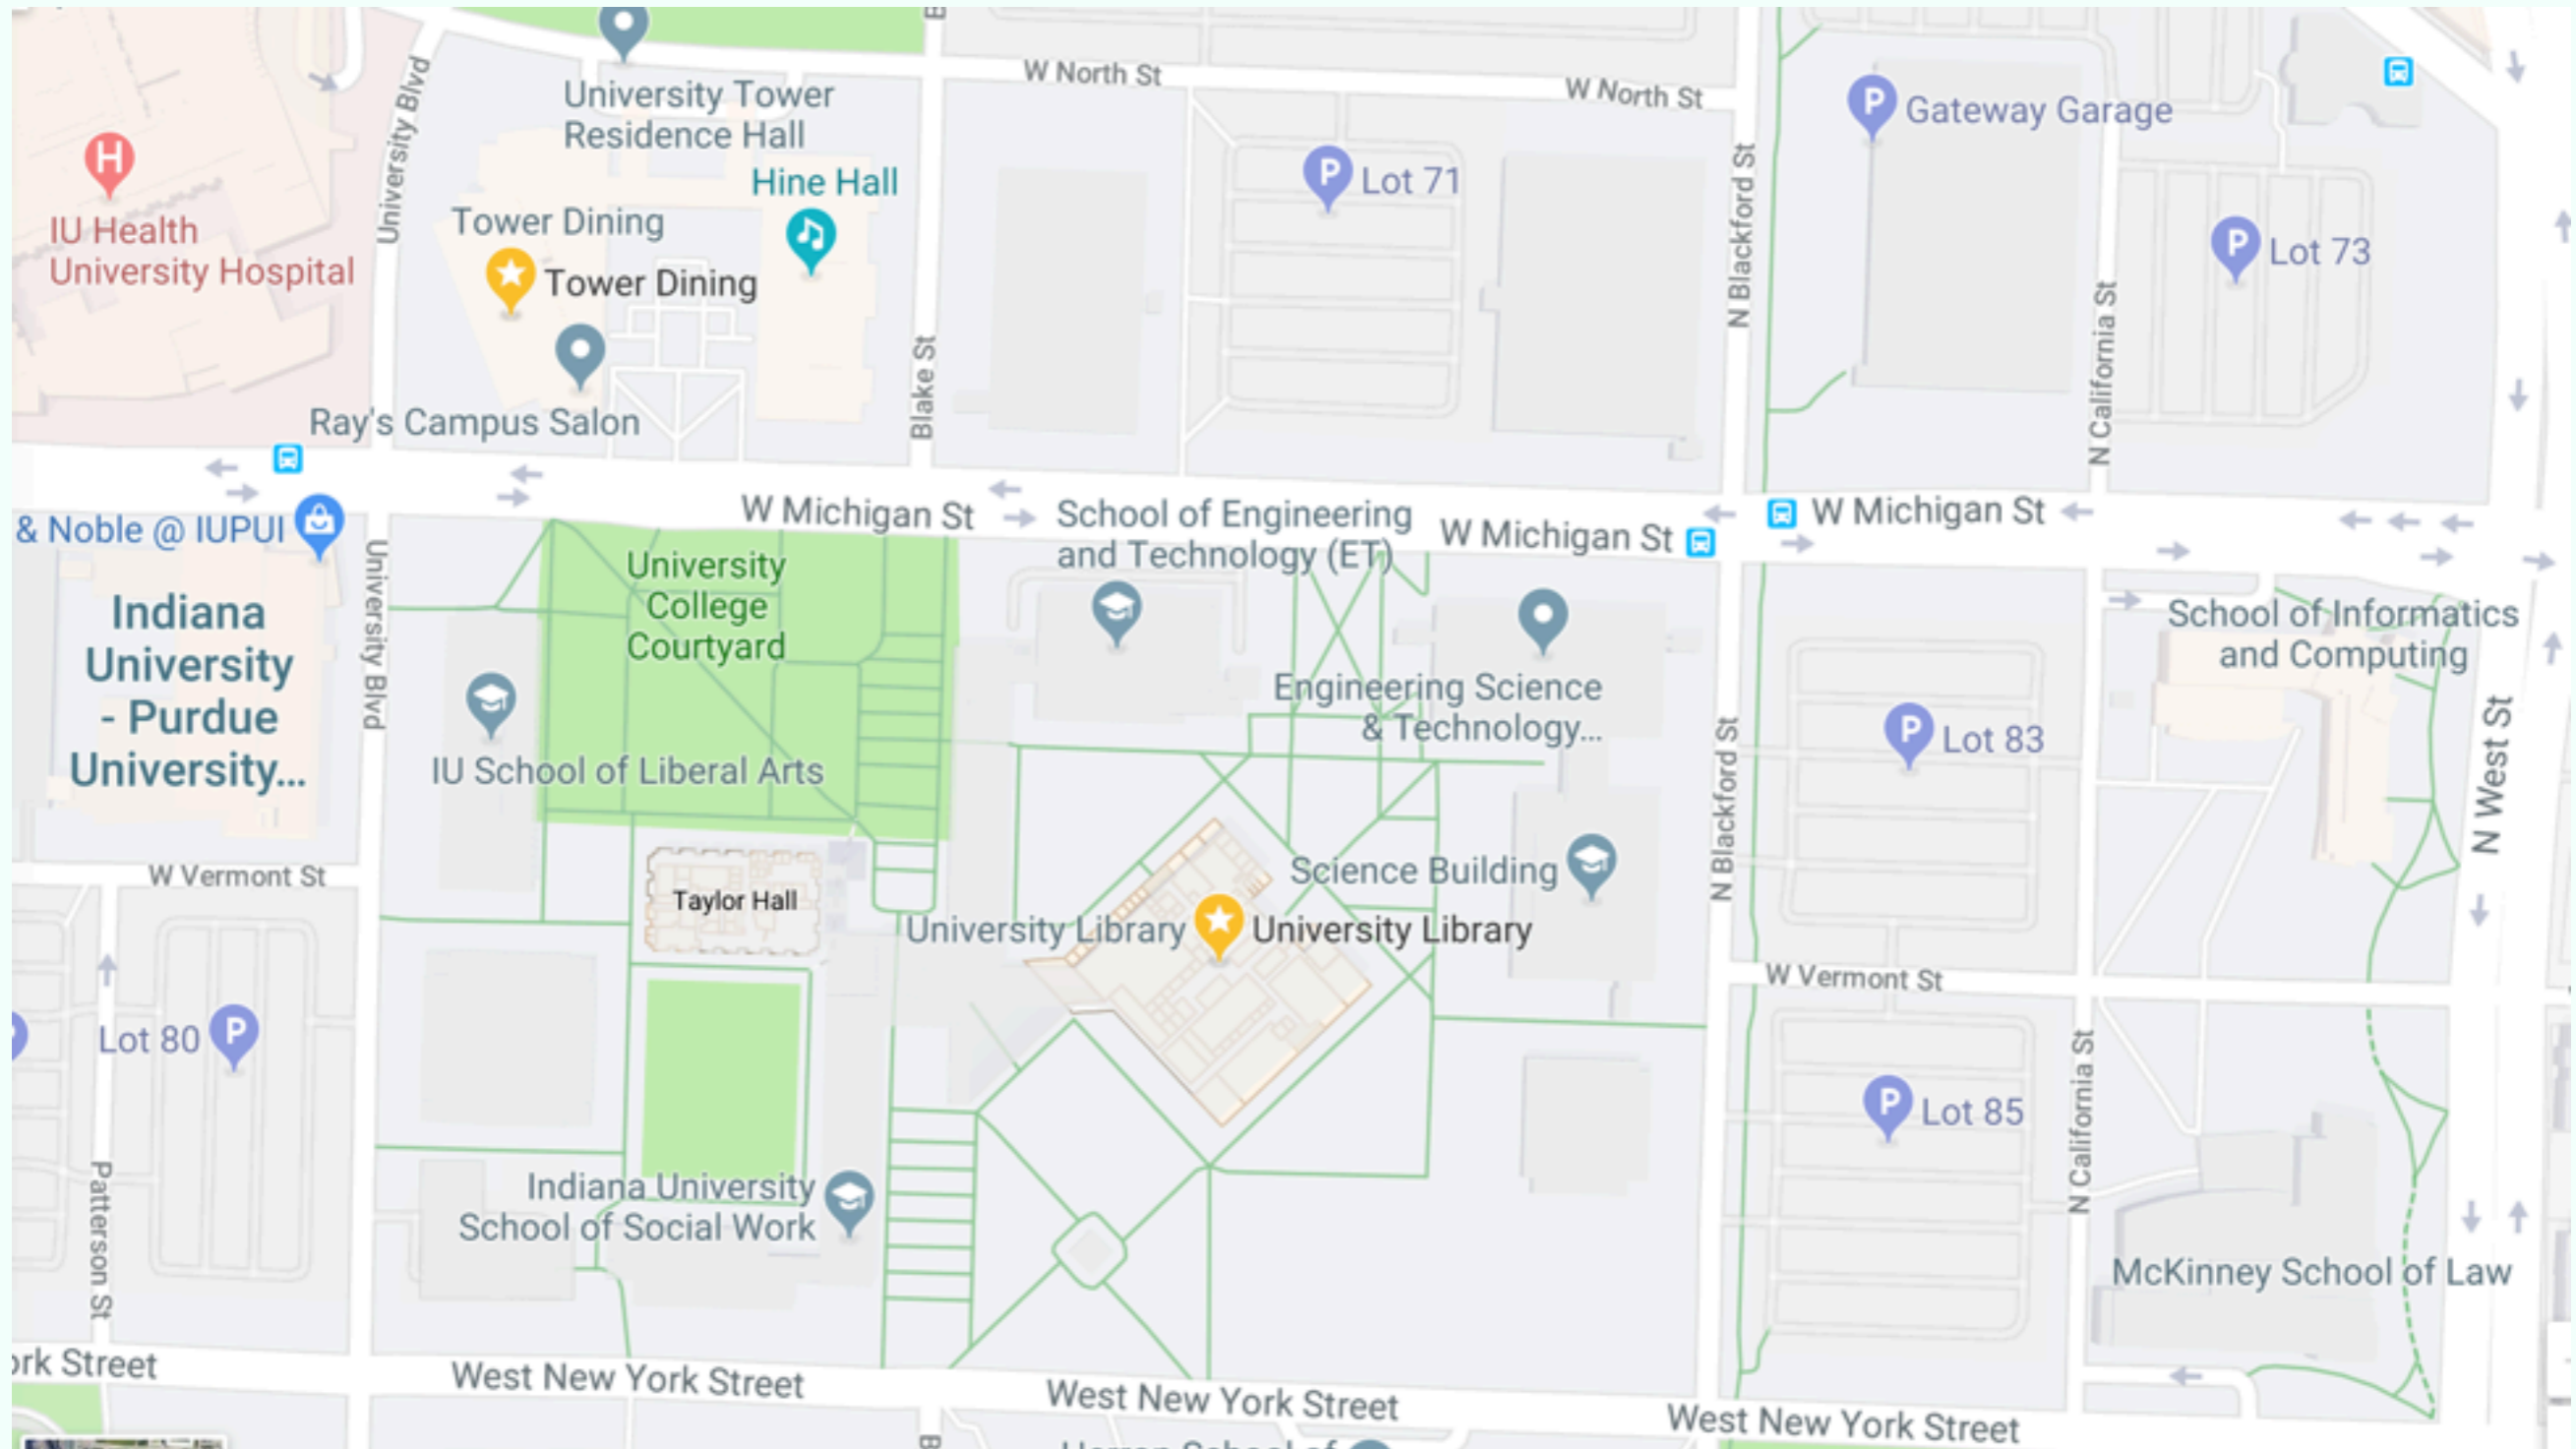 W North St
W North St
University Blvd
University Tower
Residence Hall
Hine Hall
Tower Dining
Tower Dining
IU Health
University Hospital
H
Ray's Campus Salon
Blake St
P Lot 71
N Blackford St
P Gateway Garage
P Lot 73
N California St
W Michigan St
W Michigan St
W Michigan St
& Noble @ IUPUI
Indiana
University
- Purdue
University...
University Blvd
University
College
Courtyard
School of Engineering
and Technology (ET)
School of Informatics
and Computing
Engineering Science
& Technology...
IU School of Liberal Arts
P Lot 83
N West St
N Blackford St
W Vermont St
Taylor Hall
Science Building
University Library
University Library
W Vermont St
Lot 80 P
P Lot 85
N California St
Patterson St
Indiana University
School of Social Work
McKinney School of Law
ork Street
West New York Street
West New York Street
West New York Street